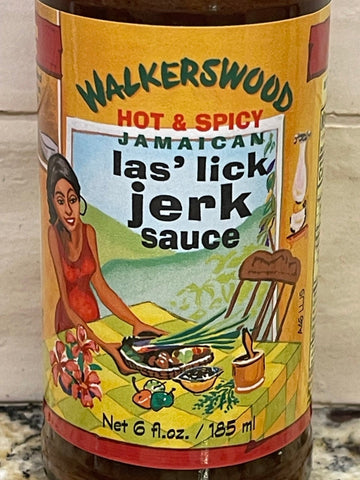 WALKERSWOOD
HOT & SPICY
JAMAICAN
las' lick
jerk
sauce
Net 6 fl.oz. / 185 ml